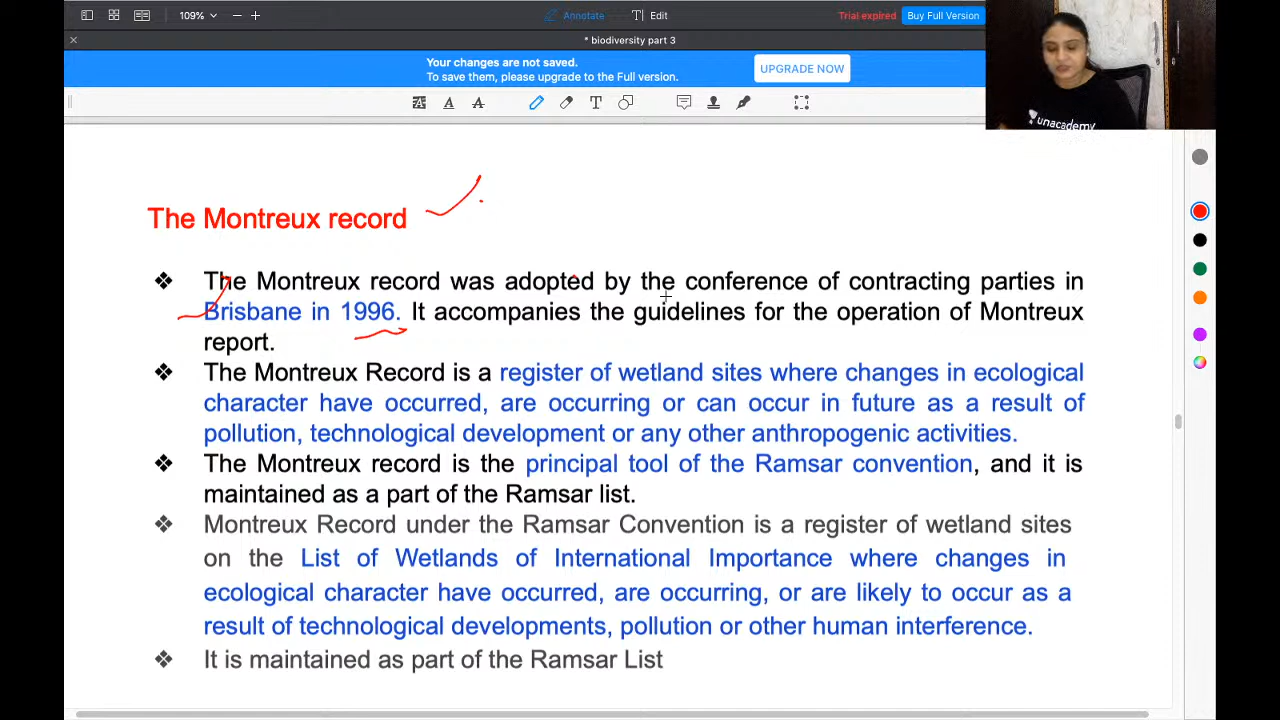 109%
Annotate
Edit
Trial expired
Buy Full Version
* biodiversity part 3
Your changes are not saved.
To save them, please upgrade to the Full version.
UPGRADE NOW
unacademy
The Montreux record
❖ The Montreux record was adopted by the conference of contracting parties in
Brisbane in 1996. It accompanies the guidelines for the operation of Montreux
report.
❖ The Montreux Record is a register of wetland sites where changes in ecological
character have occurred, are occurring or can occur in future as a result of
pollution, technological development or any other anthropogenic activities.
❖ The Montreux record is the principal tool of the Ramsar convention, and it is
maintained as a part of the Ramsar list.
❖ Montreux Record under the Ramsar Convention is a register of wetland sites
on the List of Wetlands of International Importance where changes in
ecological character have occurred, are occurring, or are likely to occur as a
result of technological developments, pollution or other human interference.
❖ It is maintained as part of the Ramsar List